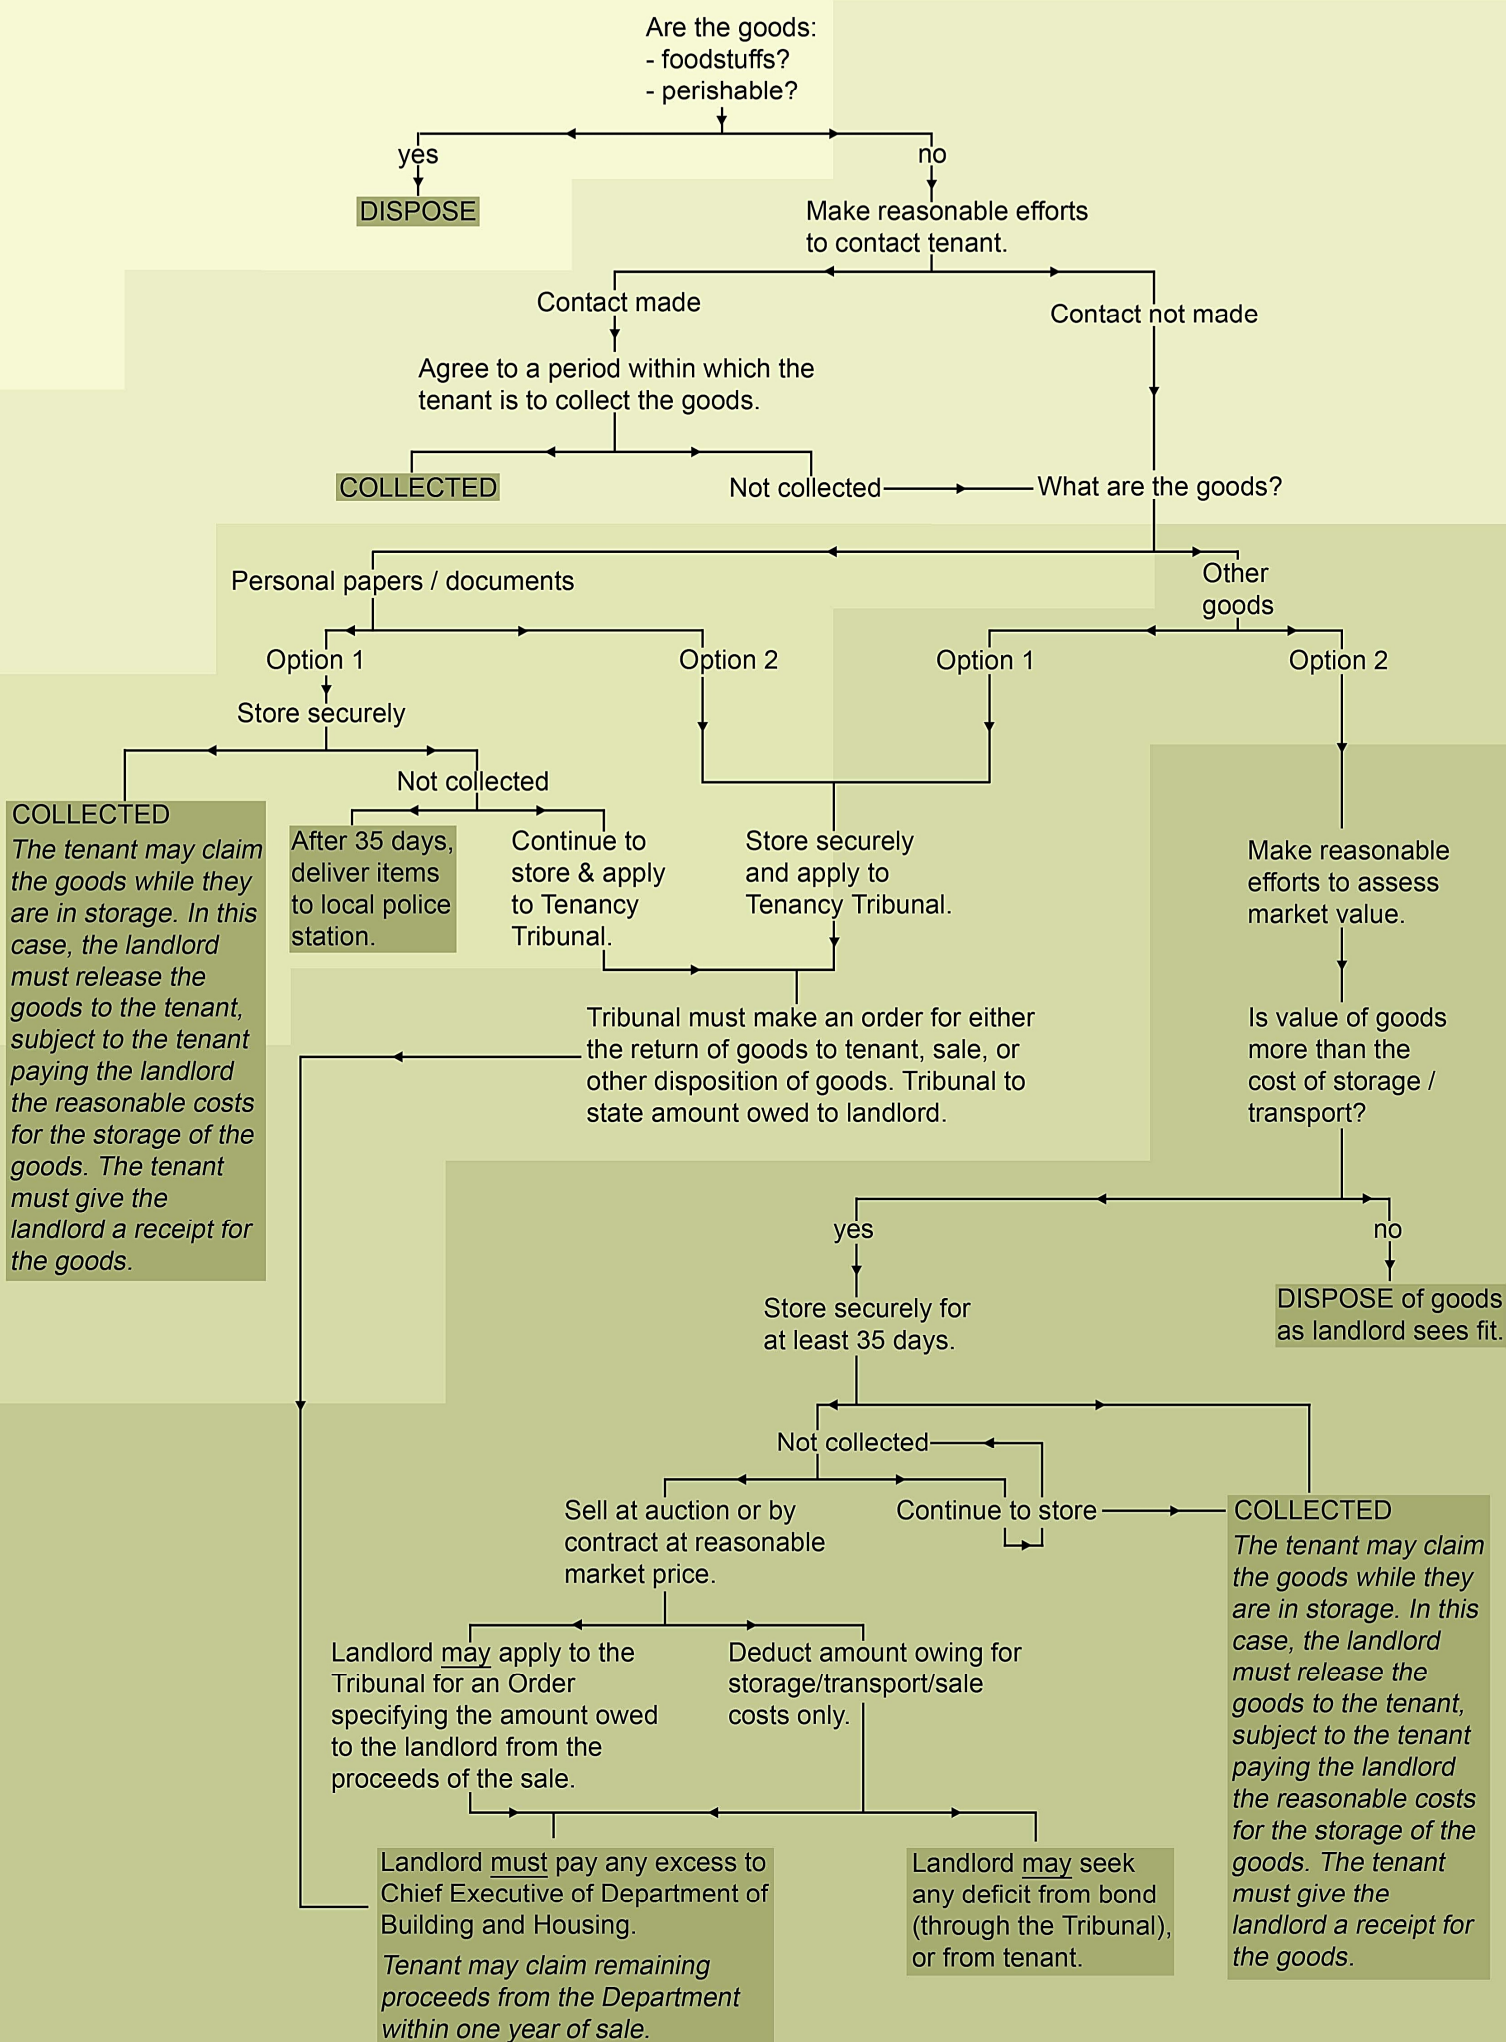 Are the goods:
- foodstuffs?
- perishable?
yes
no
DISPOSE
Make reasonable efforts
to contact tenant.
Contact made
Contact not made
Agree to a period within which the
tenant is to collect the goods.
COLLECTED
Not collected
What are the goods?
Personal papers / documents
Other
goods
Option 1
Option 2
Option 1
Option 2
Store securely
Not collected
COLLECTED
The tenant may claim
the goods while they
are in storage. In this
case, the landlord
must release the
goods to the tenant,
subject to the tenant
paying the landlord
the reasonable costs
for the storage of the
goods. The tenant
must give the
landlord a receipt for
the goods.
After 35 days,
deliver items
to local police
station.
Continue to
store & apply
to Tenancy
Tribunal.
Store securely
and apply to
Tenancy Tribunal.
Make reasonable
efforts to assess
market value.
Tribunal must make an order for either
the return of goods to tenant, sale, or
other disposition of goods. Tribunal to
state amount owed to landlord.
Is value of goods
more than the
cost of storage /
transport?
yes
no
Store securely for
at least 35 days.
DISPOSE of goods
as landlord sees fit.
Not collected
Sell at auction or by
contract at reasonable
market price.
Continue to store
COLLECTED
The tenant may claim
the goods while they
are in storage. In this
case, the landlord
must release the
goods to the tenant,
subject to the tenant
paying the landlord
the reasonable costs
for the storage of the
goods. The tenant
must give the
landlord a receipt for
the goods.
Landlord may apply to the
Tribunal for an Order
specifying the amount owed
to the landlord from the
proceeds of the sale.
Deduct amount owing for
storage/transport/sale
costs only.
Landlord must pay any excess to
Chief Executive of Department of
Building and Housing.
Tenant may claim remaining
proceeds from the Department
within one year of sale.
Landlord may seek
any deficit from bond
(through the Tribunal),
or from tenant.